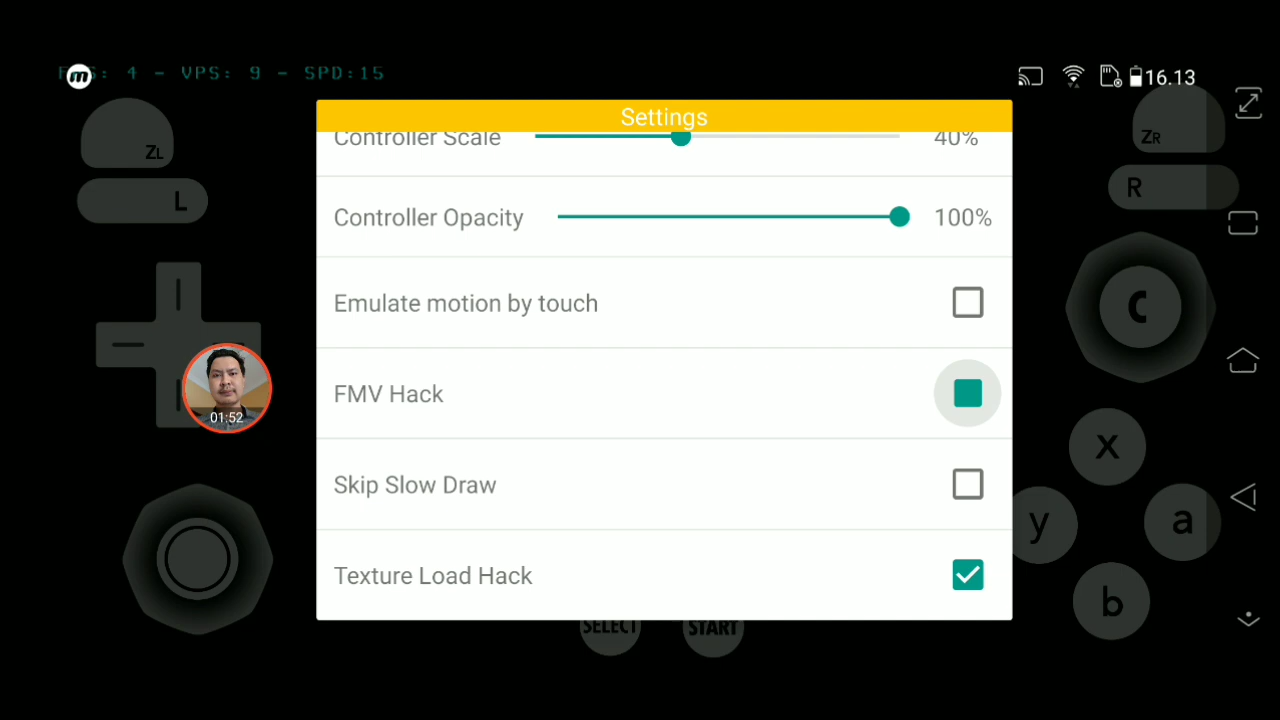 : 4 - VPS: 9 - SPD:15
16.13
Settings
Controller Scale 40%
Controller Opacity 100%
Emulate motion by touch
FMV Hack
Skip Slow Draw
Texture Load Hack
ZL
L
01:52
ZR
R
C
X
y
a
b
SELECT
START
m